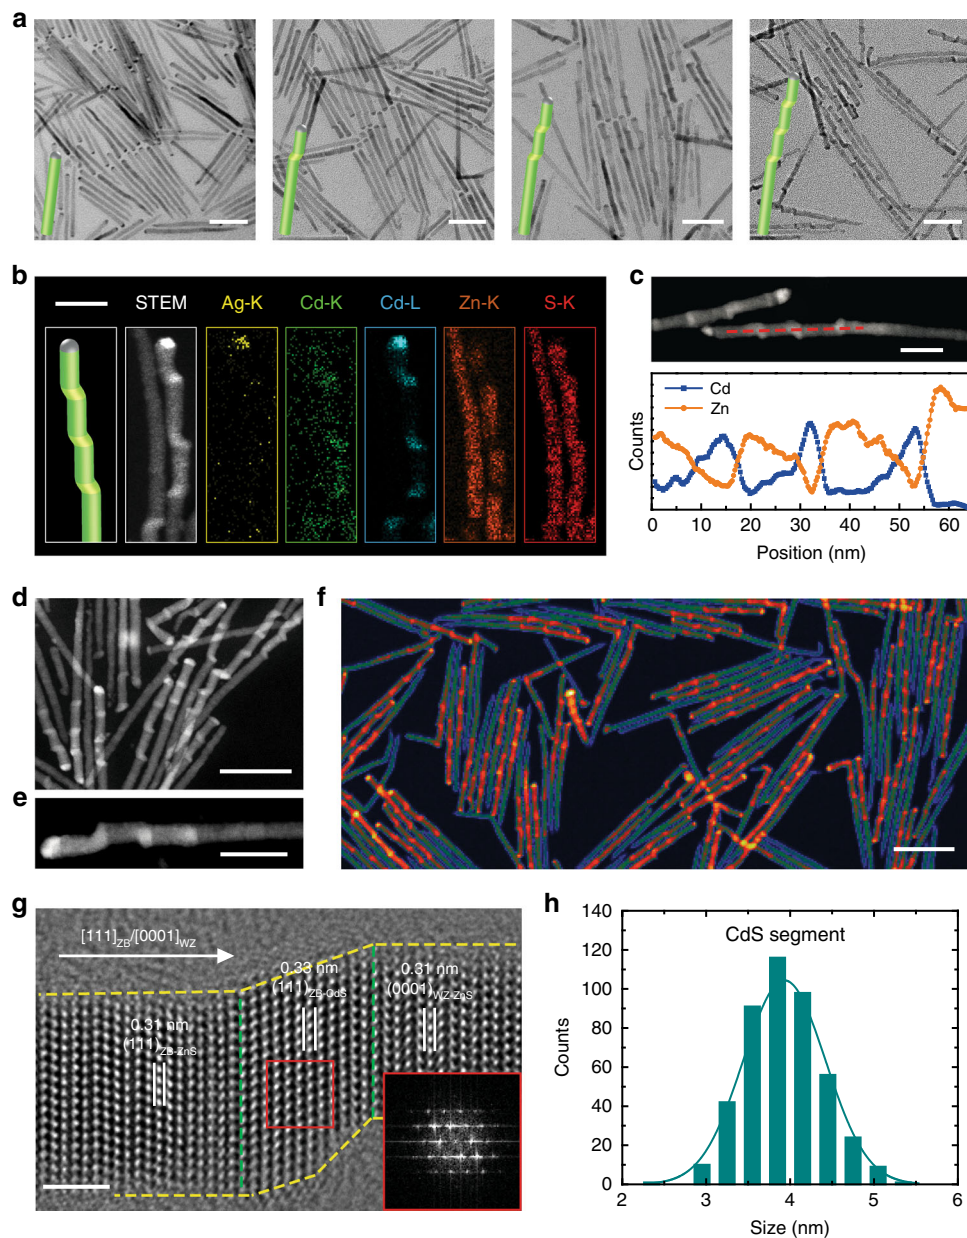 a
b
STEM Ag-K Cd-K Cd-L Zn-K S-K
c
Cd
Zn
Counts
0 10 20 30 40 50 60
Position (nm)
d
e
f
g
[111]ZB/[0001]WZ
0.33 nm
(111)ZB-CdS
0.31 nm
(0001)WZ-ZnS
0.31 nm
(111)ZB-ZnS
h
140
120
100
80
60
40
20
0
Counts
CdS segment
2 3 4 5 6
Size (nm)